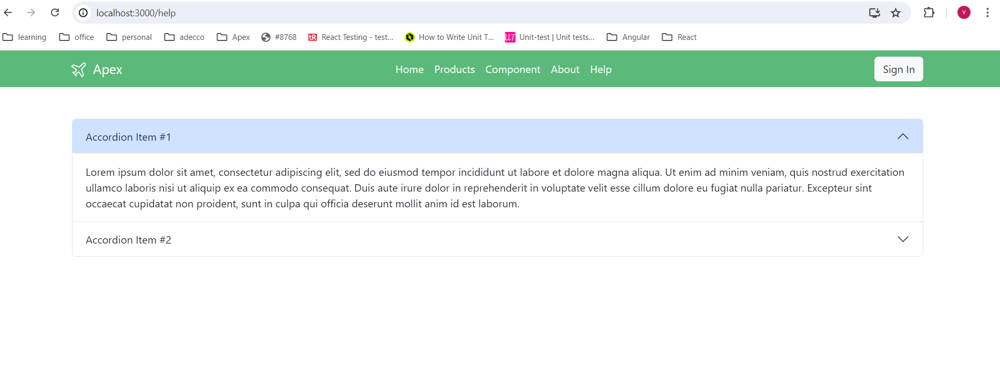 localhost:3000/help
V
learning office personal adecco Apex #8768 React Testing - test... How to Write Unit T... Unit-test | Unit tests... Angular React
Apex Home Products Component About Help Sign In
Accordion Item #1
Lorem ipsum dolor sit amet, consectetur adipiscing elit, sed do eiusmod tempor incididunt ut labore et dolore magna aliqua. Ut enim ad minim veniam, quis nostrud exercitation
ullamco laboris nisi ut aliquip ex ea commodo consequat. Duis aute irure dolor in reprehenderit in voluptate velit esse cillum dolore eu fugiat nulla pariatur. Excepteur sint
occaecat cupidatat non proident, sunt in culpa qui officia deserunt mollit anim id est laborum.
Accordion Item #2